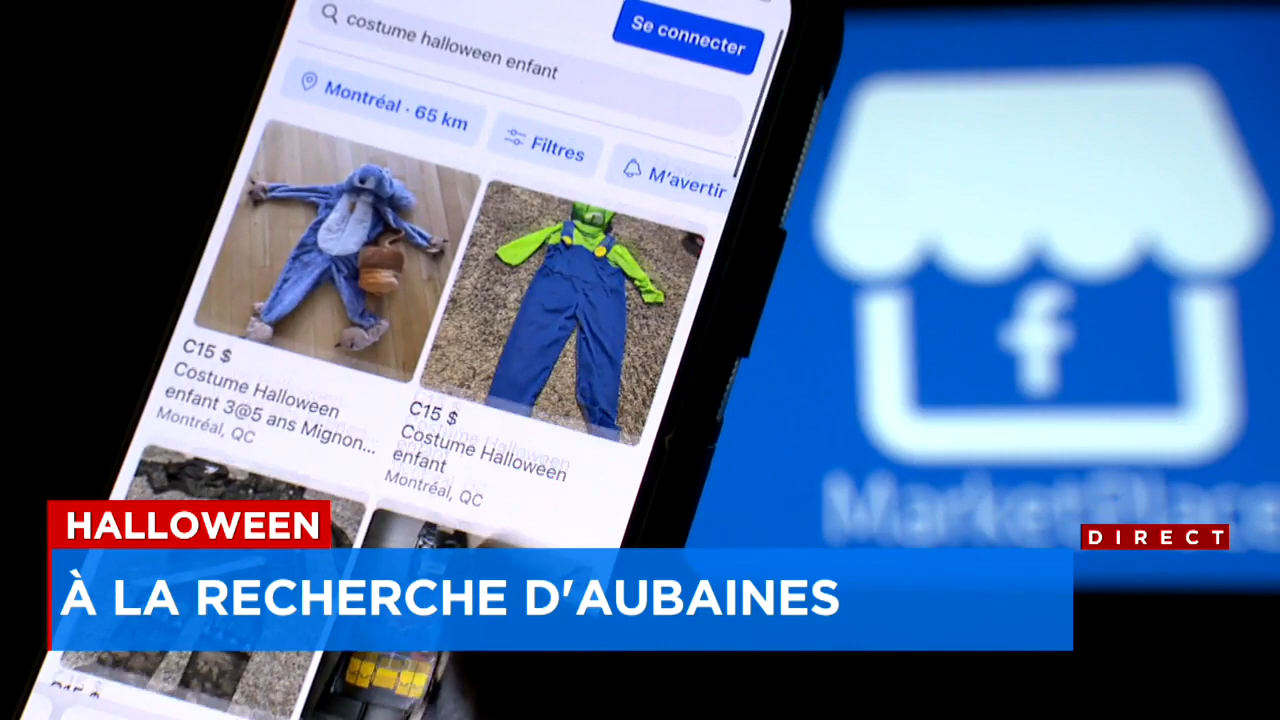 costume halloween enfant
Se connecter
Montréal · 65 km
Filtres
M'avertir
C15 $
Costume Halloween
enfant 3@5 ans Mignon...
Montréal, QC
C15 $
Costume Halloween
enfant
Montréal, QC
MarketPlace
HALLOWEEN
À LA RECHERCHE D'AUBAINES
DIRECT